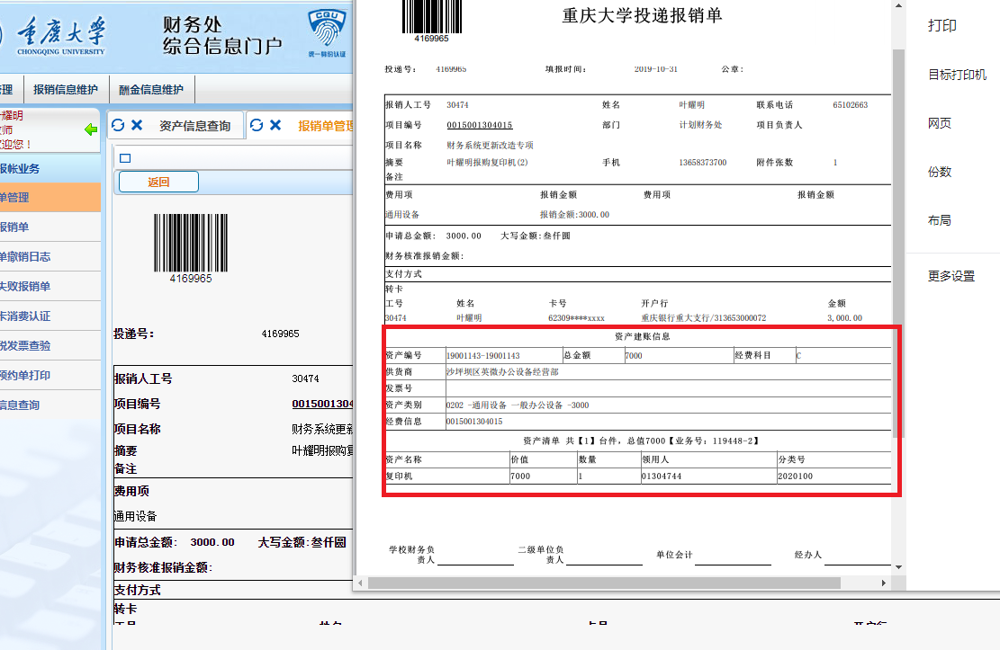 重庆大学
CHONGQING UNIVERSITY
财务处
综合信息门户
CQU
统一身份认证
管理 报销信息维护 酬金信息维护
叶耀明
老师
欢迎您！
报帐业务
单管理
报销单
单撤销日志
失败报销单
卡消费认证
税发票查验
预约单打印
信息查询
资产信息查询 报销单管理
返回
4169965
投递号： 4169965
报销人工号 30474
项目编号 0015001304
项目名称 财务系统更新
摘要 叶耀明报购复
备注
费用项
通用设备
申请总金额： 3000.00 大写金额:叁仟圆
财务核准报销金额:
支付方式
转卡
工号 姓名 卡号 开户行
4169965
重庆大学投递报销单
投递号： 4169965 填报时间： 2019-10-31 公章：
报销人工号 30474 姓名 叶耀明 联系电话 65102663
项目编号 0015001304015 部门 计划财务处 项目负责人
项目名称 财务系统更新改造专项
摘要 叶耀明报购复印机(2) 手机 13658373700 附件张数 1
备注
费用项 报销金额 费用项 报销金额
通用设备 报销金额:3000.00
申请总金额： 3000.00 大写金额:叁仟圆
财务核准报销金额:
支付方式
转卡
工号 姓名 卡号 开户行 金额
30474 叶耀明 62309****xxxx 重庆银行重大支行/313653000072 3,000.00
资产建账信息
资产编号 19001143-19001143 总金额 7000 经费科目 C
供货商 沙坪坝区英微办公设备经营部
发票号
资产类别 0202 -通用设备 一般办公设备 -3000
经费信息 0015001304015
资产清单 共【1】台件，总值7000【业务号：119448-2】
资产名称 价值 数量 领用人 分类号
复印机 7000 1 01304744 2020100
学校财务负责人 二级单位负责人 单位会计 经办人
打印
目标打印机
网页
份数
布局
更多设置